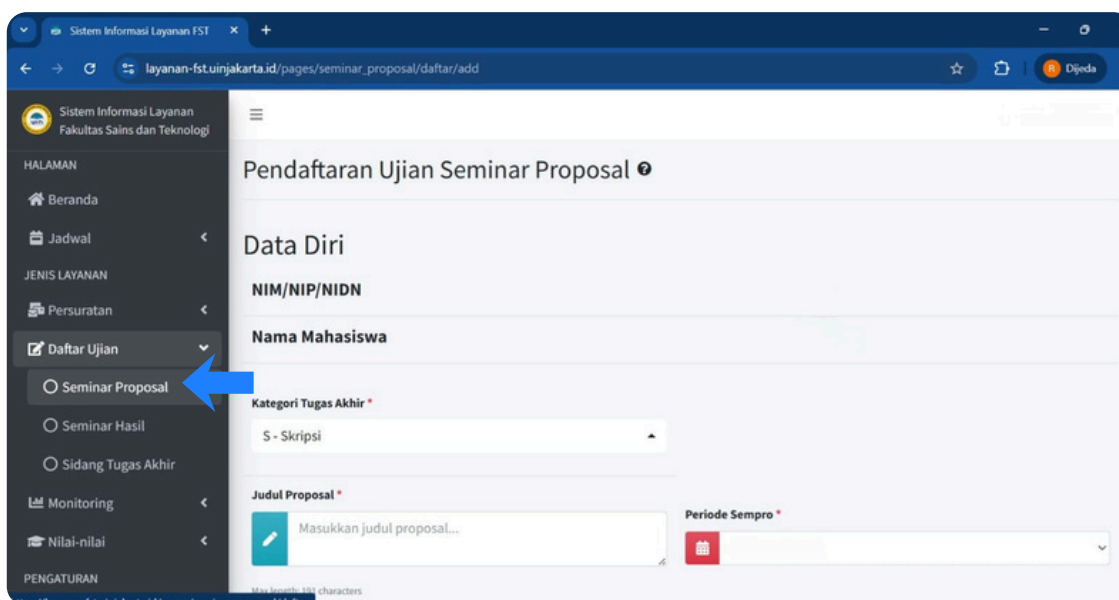 Sistem Informasi Layanan FST
layanan-fst.uinjakarta.id/pages/seminar_proposal/daftar/add
R Dijeda
Sistem Informasi Layanan
Fakultas Sains dan Teknologi
HALAMAN
Beranda
Jadwal
JENIS LAYANAN
Persuratan
Daftar Ujian
Seminar Proposal
Seminar Hasil
Sidang Tugas Akhir
Monitoring
Nilai-nilai
PENGATURAN
Pendaftaran Ujian Seminar Proposal
Data Diri
NIM/NIP/NIDN
Nama Mahasiswa
Kategori Tugas Akhir *
S - Skripsi
Judul Proposal *
Masukkan judul proposal...
Max length: 191 characters
Periode Sempro *